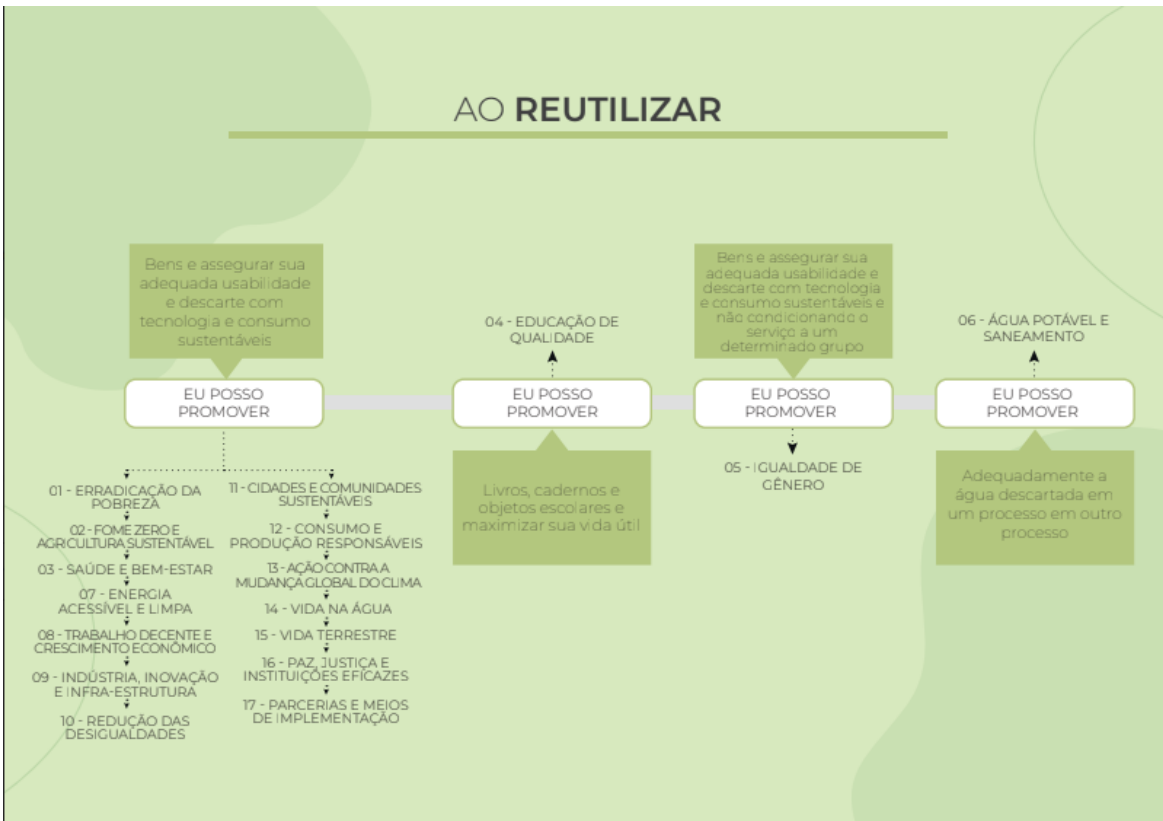 AO REUTILIZAR
Bens e assegurar sua
adequada usabilidade
e descarte com
tecnologia e consumo
sustentáveis
EU POSSO
PROMOVER
01 - ERRADICAÇÃO DA
POBREZA
02 - FOME ZERO E
AGRICULTURA SUSTENTÁVEL
03 - SAÚDE E BEM-ESTAR
07 - ENERGIA
ACESSÍVEL E LIMPA
08 - TRABALHO DECENTE E
CRESCIMENTO ECONÔMICO
09 - INDÚSTRIA, INOVAÇÃO
E INFRA-ESTRUTURA
10 - REDUÇÃO DAS
DESIGUALDADES
11 - CIDADES E COMUNIDADES
SUSTENTÁVEIS
12 - CONSUMO E
PRODUÇÃO RESPONSÁVEIS
13 - AÇÃO CONTRA A
MUDANÇA GLOBAL DO CLIMA
14 - VIDA NA ÁGUA
15 - VIDA TERRESTRE
16 - PAZ, JUSTIÇA E
INSTITUIÇÕES EFICAZES
17 - PARCERIAS E MEIOS
DE IMPLEMENTAÇÃO
04 - EDUCAÇÃO DE
QUALIDADE
EU POSSO
PROMOVER
Livros, cadernos e
objetos escolares e
maximizar sua vida útil
Bens e assegurar sua
adequada usabilidade e
descarte com tecnologia
e consumo sustentáveis e
não condicionando o
serviço a um
determinado grupo
EU POSSO
PROMOVER
05 - IGUALDADE DE
GÊNERO
06 - ÁGUA POTÁVEL E
SANEAMENTO
EU POSSO
PROMOVER
Adequadamente a
água descartada em
um processo em outro
processo